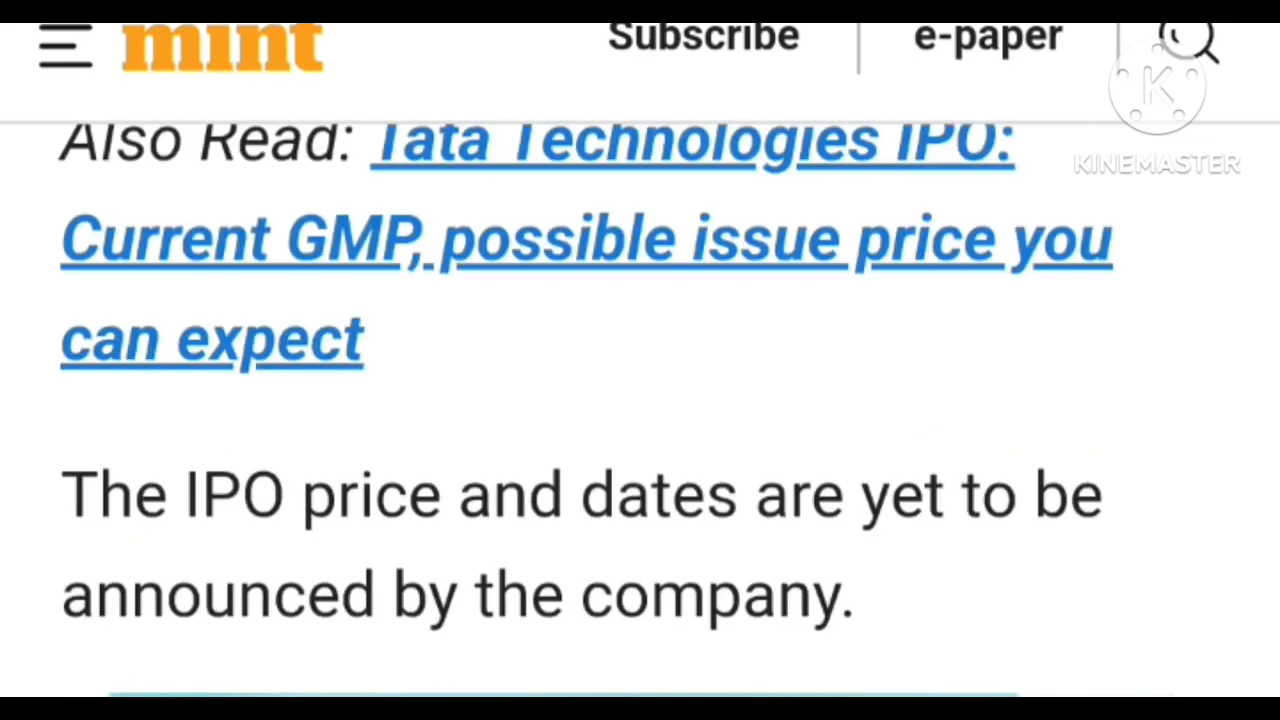 mint Subscribe e-paper
KINEMASTER
Also Read: Tata Technologies IPO:
Current GMP, possible issue price you
can expect
The IPO price and dates are yet to be
announced by the company.